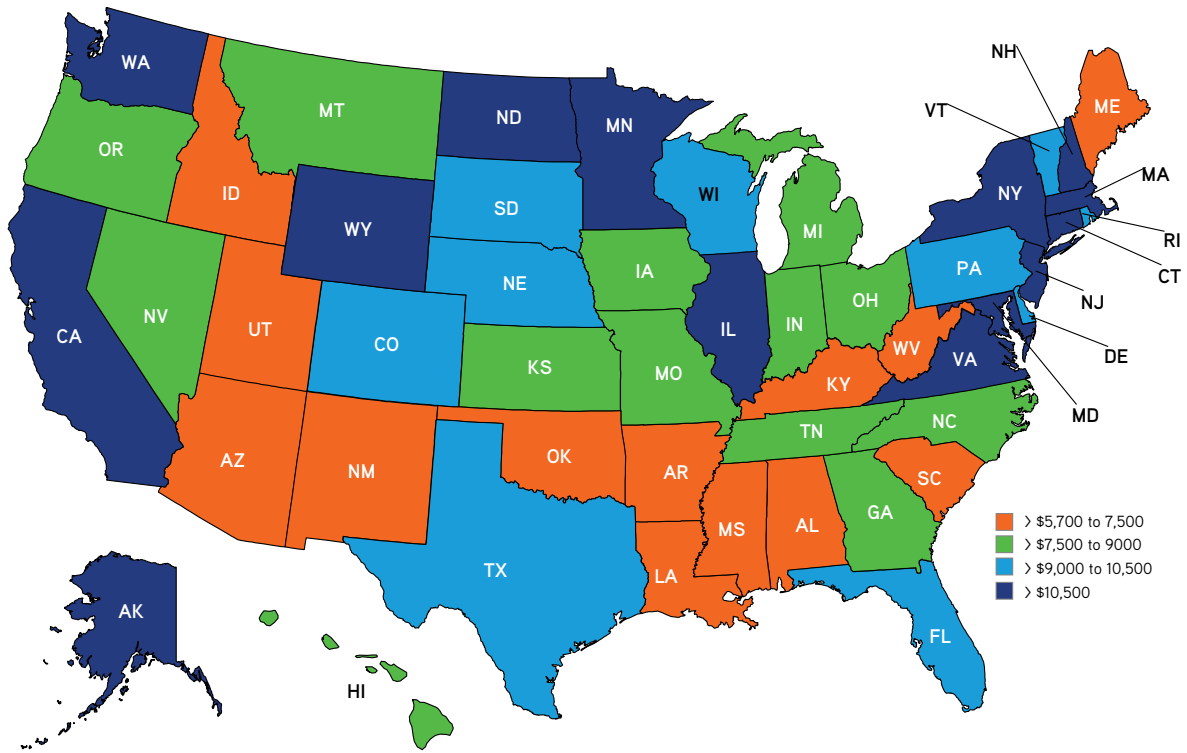 NH
WA
ME
MT
ND
VT
MN
OR
MA
ID
NY
SD
WI
WY
MI
RI
IA
PA
CT
NE
OH
NJ
NV
IL
IN
UT
CA
CO
WV
DE
VA
KS
MO
KY
MD
NC
TN
OK
AZ
NM
AR
SC
GA
MS
AL
> $5,700 to 7,500
> $7,500 to 9000
> $9,000 to 10,500
> $10,500
TX
LA
AK
FL
HI